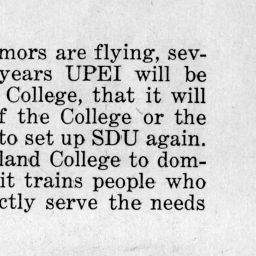 mors are flying, sev-
years UPEI will be
College, that it will
f the College or the
to set up SDU again.
land College to dom-
it trains people who
ctly serve the needs